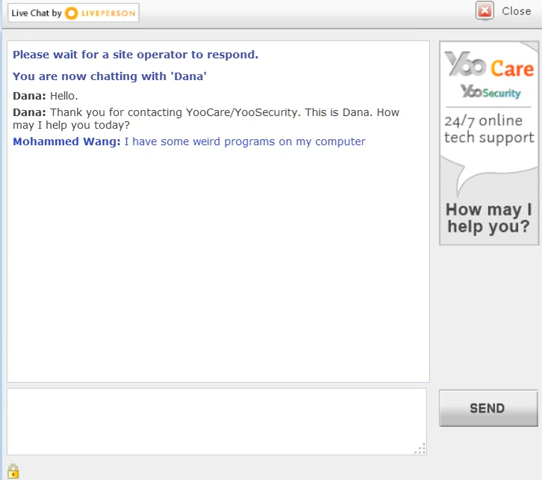 Live Chat by LIVEPERSON
Close
Please wait for a site operator to respond.
You are now chatting with 'Dana'
Dana: Hello.
Dana: Thank you for contacting YooCare/YooSecurity. This is Dana. How
may I help you today?
Mohammed Wang: I have some weird programs on my computer
Yoo Care
YooSecurity
24/7 online
tech support
How may I
help you?
SEND